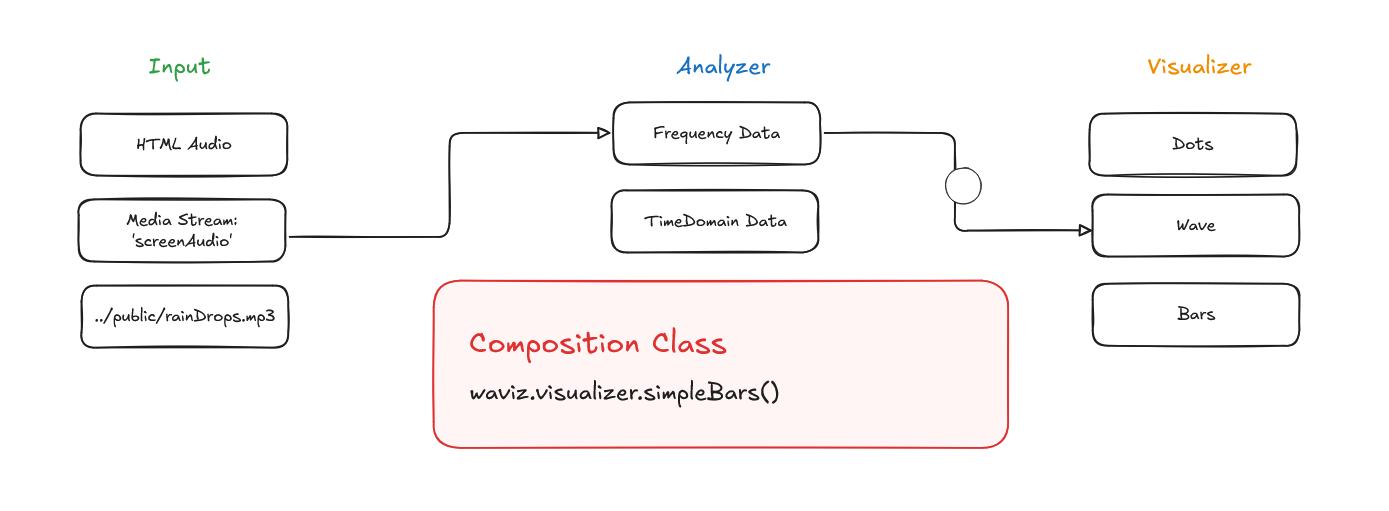 Input
Analyzer
Visualizer
HTML Audio
Media Stream:
'screenAudio'
../public/rainDrops.mp3
Frequency Data
TimeDomain Data
Dots
Wave
Bars
Composition Class
waviz.visualizer.simpleBars()